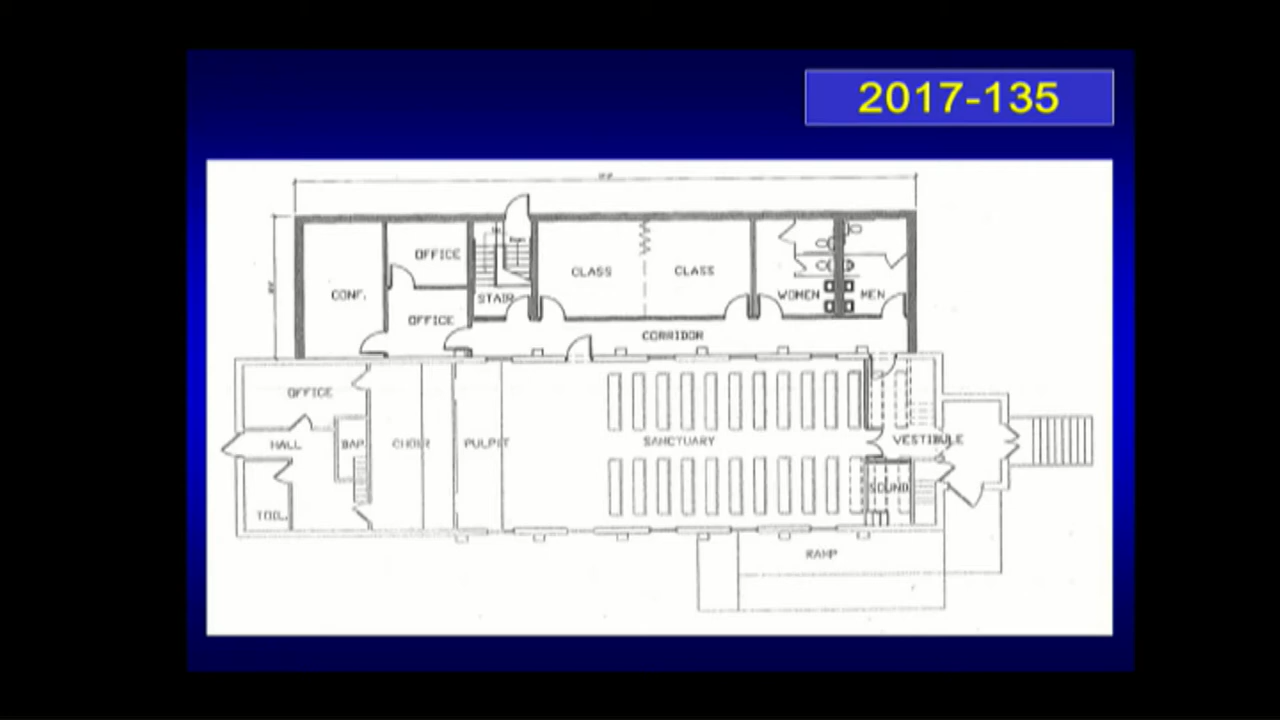 2017-135
OFFICE
CLASS
CLASS
CONF.
STAIR
WOMEN
MEN
OFFICE
CORRIDOR
OFFICE
HALL
BAP.
CHOIR
PULPIT
SANCTUARY
VESTIBULE
SOUND
RAMP